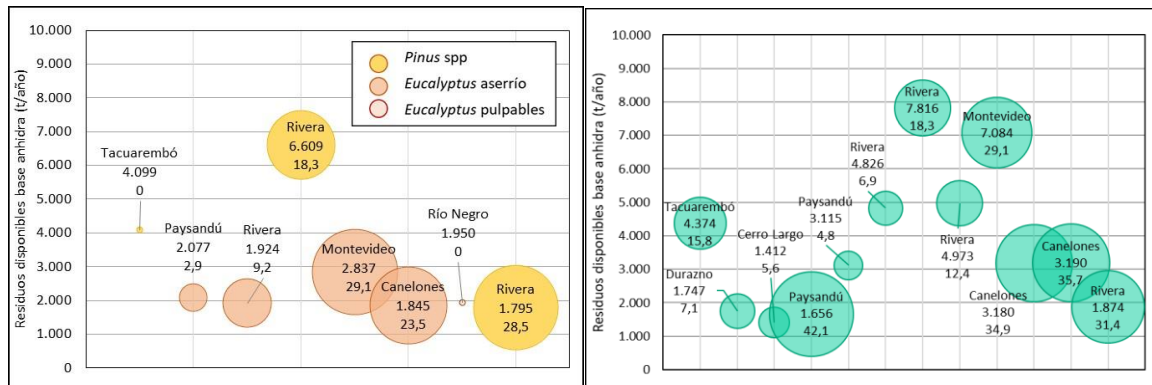 Residuos disponibles base anhidra (t/año)
10.000
9.000
8.000
7.000
6.000
5.000
4.000
3.000
2.000
1.000
0
Pinus spp
Eucalyptus aserrío
Eucalyptus pulpables
Tacuarembó
4.099
0
Paysandú
2.077
2,9
Rivera
1.924
9,2
Rivera
6.609
18,3
Montevideo
2.837
29,1
Canelones
1.845
23,5
Río Negro
1.950
0
Rivera
1.795
28,5
Residuos disponibles base anhidra (t/año)
10.000
9.000
8.000
7.000
6.000
5.000
4.000
3.000
2.000
1.000
0
Tacuarembó
4.374
15,8
Durazno
1.747
7,1
Cerro Largo
1.412
5,6
Paysandú
1.656
42,1
Paysandú
3.115
4,8
Rivera
4.826
6,9
Rivera
7.816
18,3
Rivera
4.973
12,4
Montevideo
7.084
29,1
Canelones
3.180
34,9
Canelones
3.190
35,7
Rivera
1.874
31,4